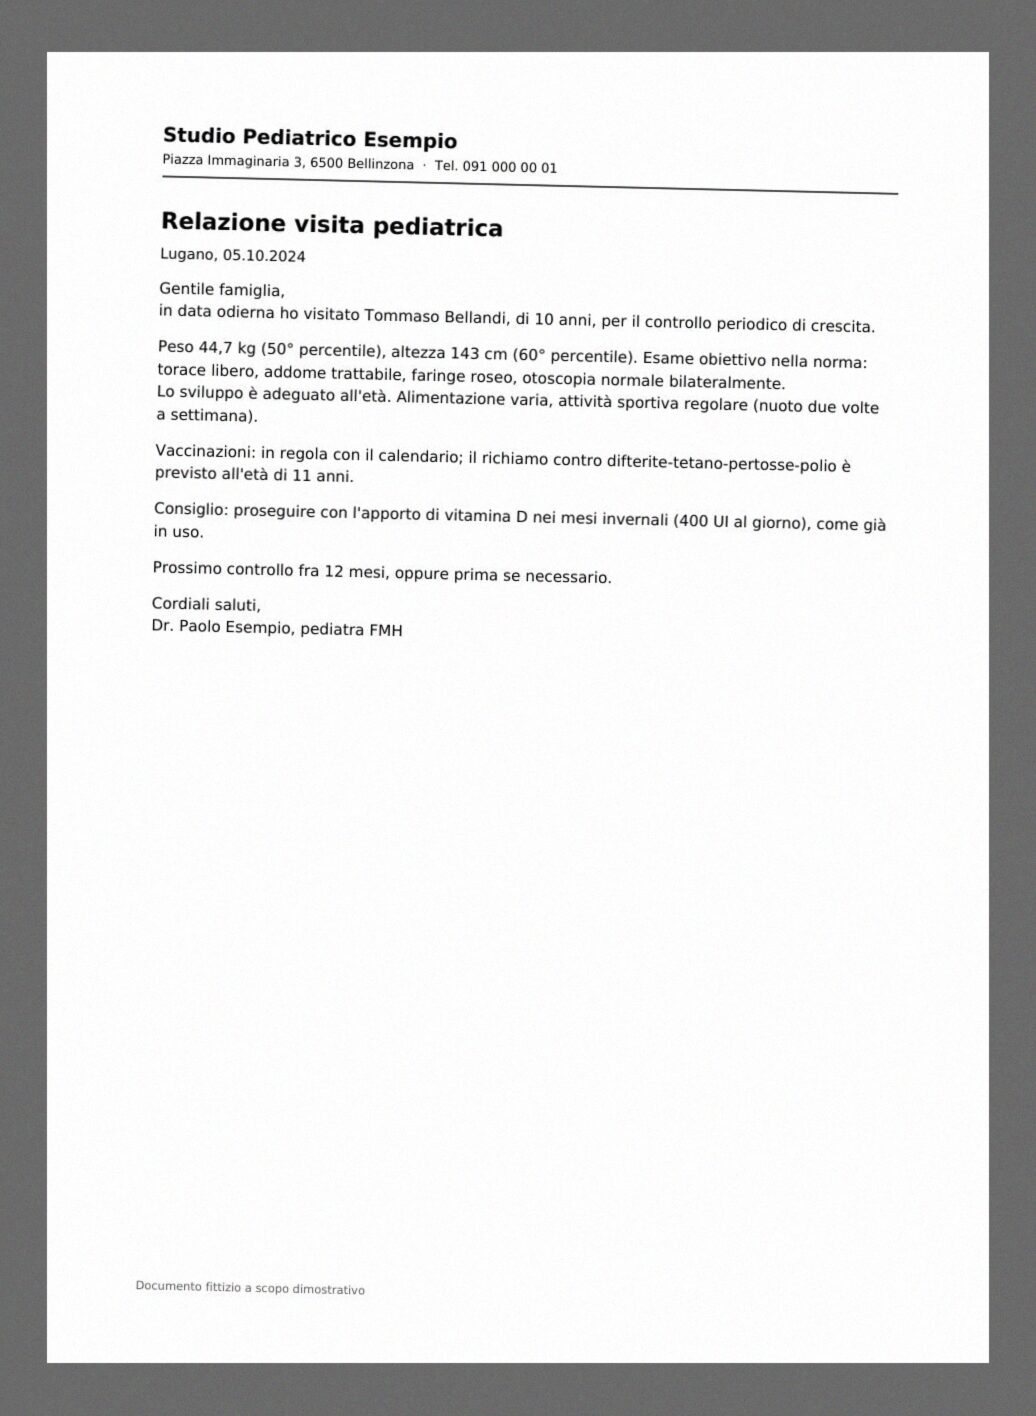 Studio Pediatrico Esempio
Piazza Immaginaria 3, 6500 Bellinzona · Tel. 091 000 00 01
Relazione visita pediatrica
Lugano, 05.10.2024
Gentile famiglia,
in data odierna ho visitato Tommaso Bellandi, di 10 anni, per il controllo periodico di crescita.
Peso 44,7 kg (50° percentile), altezza 143 cm (60° percentile). Esame obiettivo nella norma:
torace libero, addome trattabile, faringe roseo, otoscopia normale bilateralmente.
Lo sviluppo è adeguato all'età. Alimentazione varia, attività sportiva regolare (nuoto due volte
a settimana).
Vaccinazioni: in regola con il calendario; il richiamo contro difterite-tetano-pertosse-polio è
previsto all'età di 11 anni.
Consiglio: proseguire con l'apporto di vitamina D nei mesi invernali (400 UI al giorno), come già
in uso.
Prossimo controllo fra 12 mesi, oppure prima se necessario.
Cordiali saluti,
Dr. Paolo Esempio, pediatra FMH
Documento fittizio a scopo dimostrativo